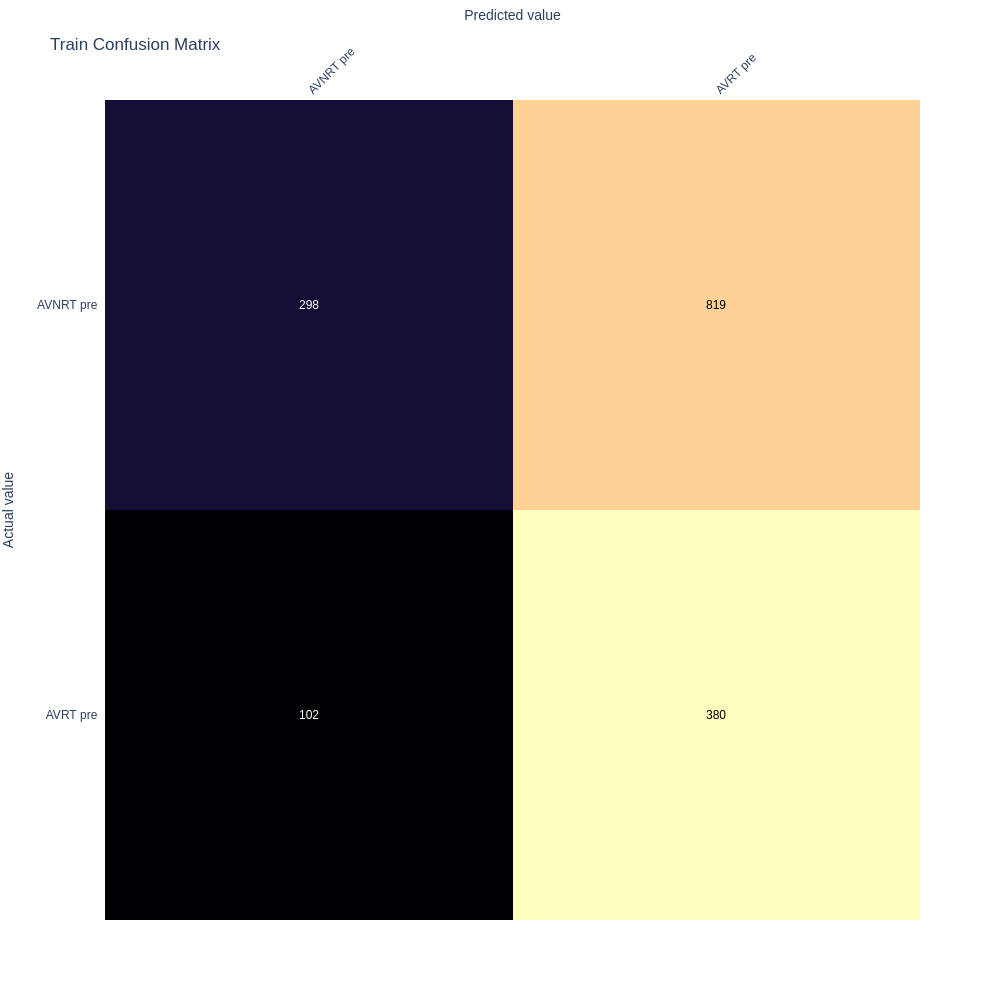 Predicted value
Train Confusion Matrix
AVNRT pre
AVRT pre
AVNRT pre
298
819
Actual value
AVRT pre
102
380